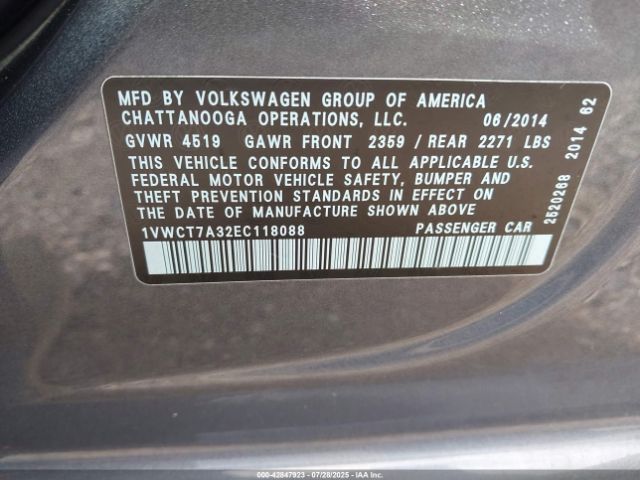 MFD BY VOLKSWAGEN GROUP OF AMERICA
CHATTANOOGA OPERATIONS, LLC. 06/2014
GVWR 4519 GAWR FRONT 2359 / REAR 2271 LBS
THIS VEHICLE CONFORMS TO ALL APPLICABLE U.S.
FEDERAL MOTOR VEHICLE SAFETY, BUMPER AND
THEFT PREVENTION STANDARDS IN EFFECT ON
THE DATE OF MANUFACTURE SHOWN ABOVE
1VWCT7A32EC118088 PASSENGER CAR
2520268 2014 62
© - 42847923 - 07/28/2025 - IAA, Inc.